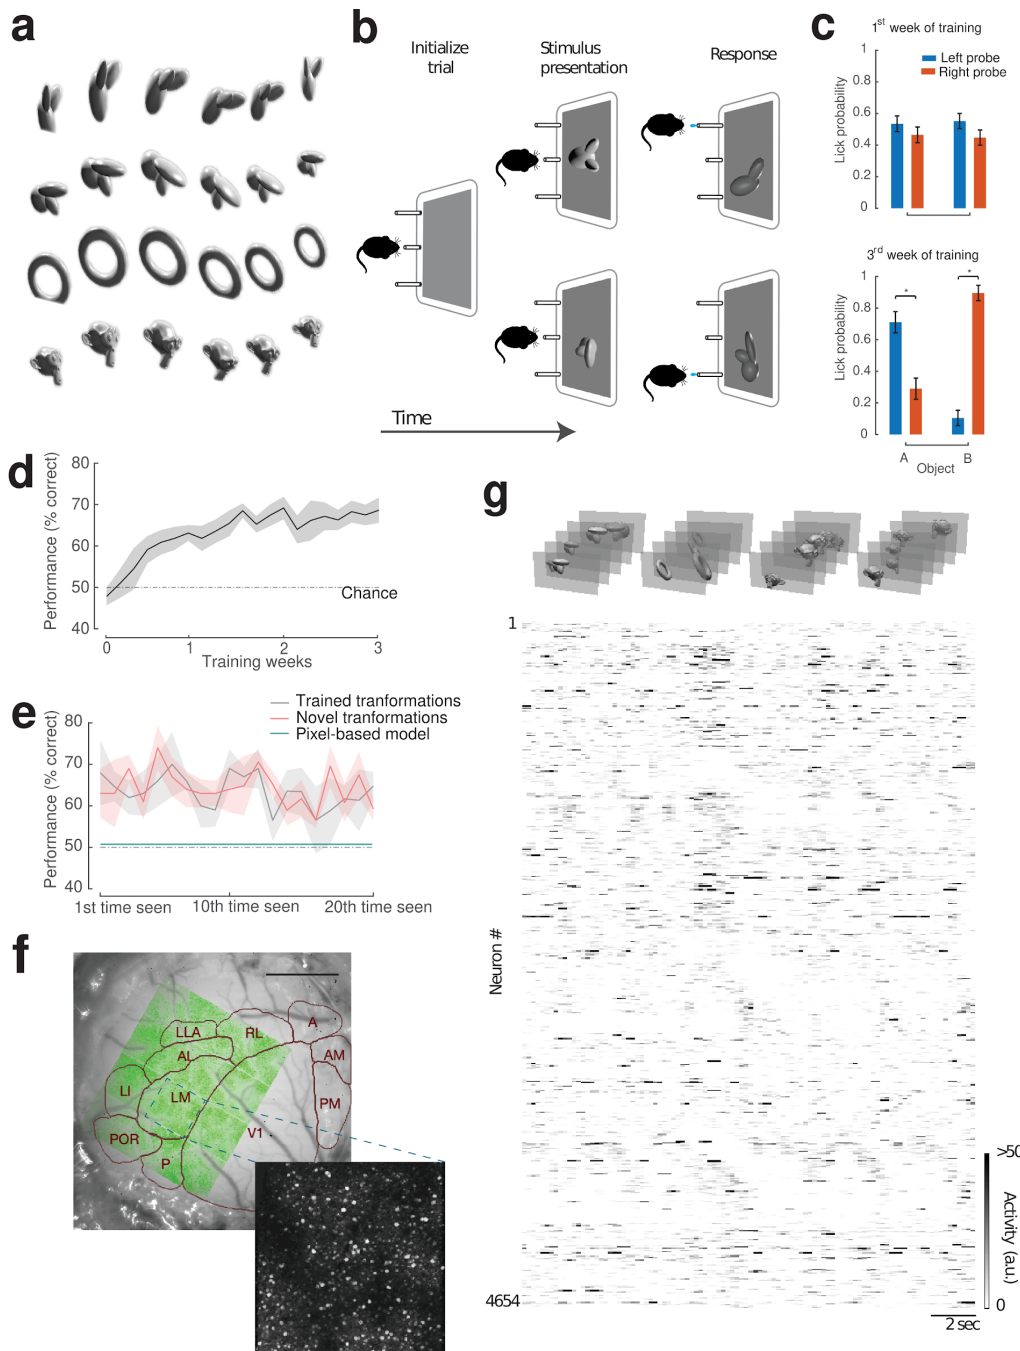 a
b
Initialize
trial
Stimulus
presentation
Response
Time
c
1st week of training
Left probe
Right probe
Lick probability
1
0.8
0.6
0.4
0.2
0
3rd week of training
Lick probability
1
0.8
0.6
0.4
0.2
0
*
*
A
B
Object
d
Performance (% correct)
80
70
60
50
40
Chance
0
1
2
3
Training weeks
e
Trained tranformations
Novel tranformations
Pixel-based model
Performance (% correct)
80
70
60
50
40
1st time seen
10th time seen
20th time seen
f
LLA
RL
A
AL
AM
LI
LM
PM
POR
V1
P
g
1
Neuron #
4654
>50
Activity (a.u.)
0
2 sec